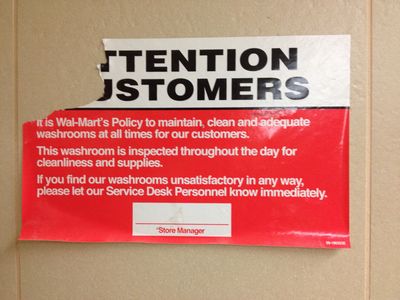 TTENTION
USTOMERS
It is Wal-Mart's Policy to maintain, clean and adequate
washrooms at all times for our customers.
This washroom is inspected throughout the day for
cleanliness and supplies.
If you find our washrooms unsatisfactory in any way,
please let our Service Desk Personnel know immediately.
*Store Manager